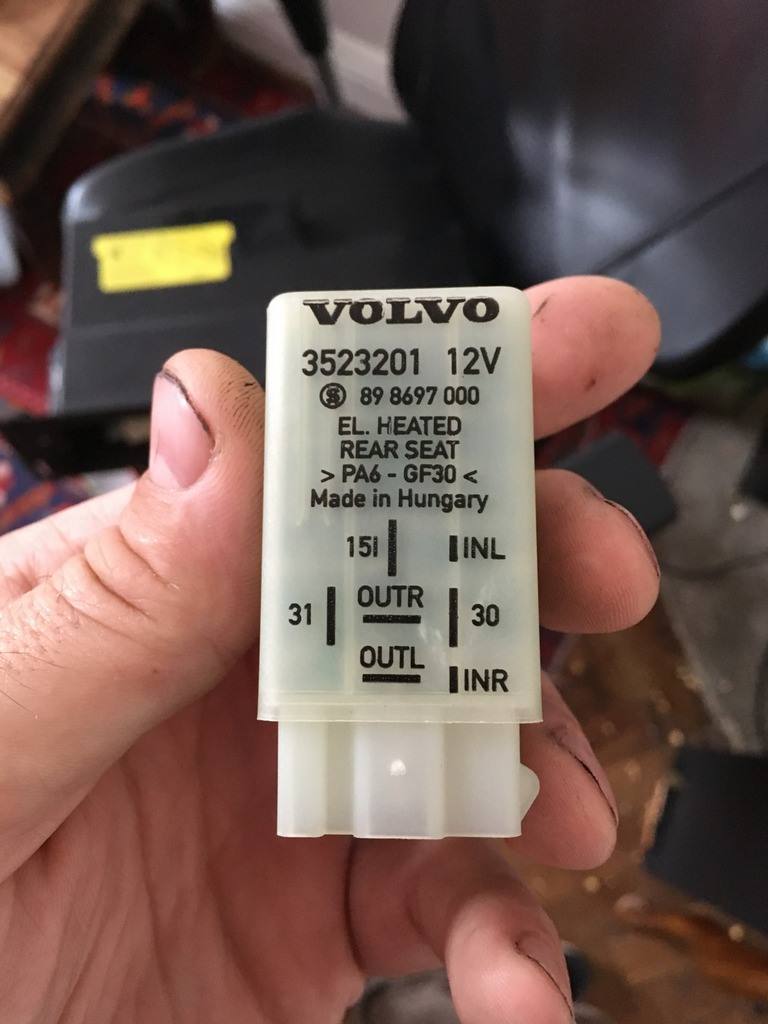 VOLVO
3523201 12V
S 89 8697 000
EL. HEATED
REAR SEAT
> PA6 - GF30 <
Made in Hungary
15I INL
31 OUTR 30
OUTL INR